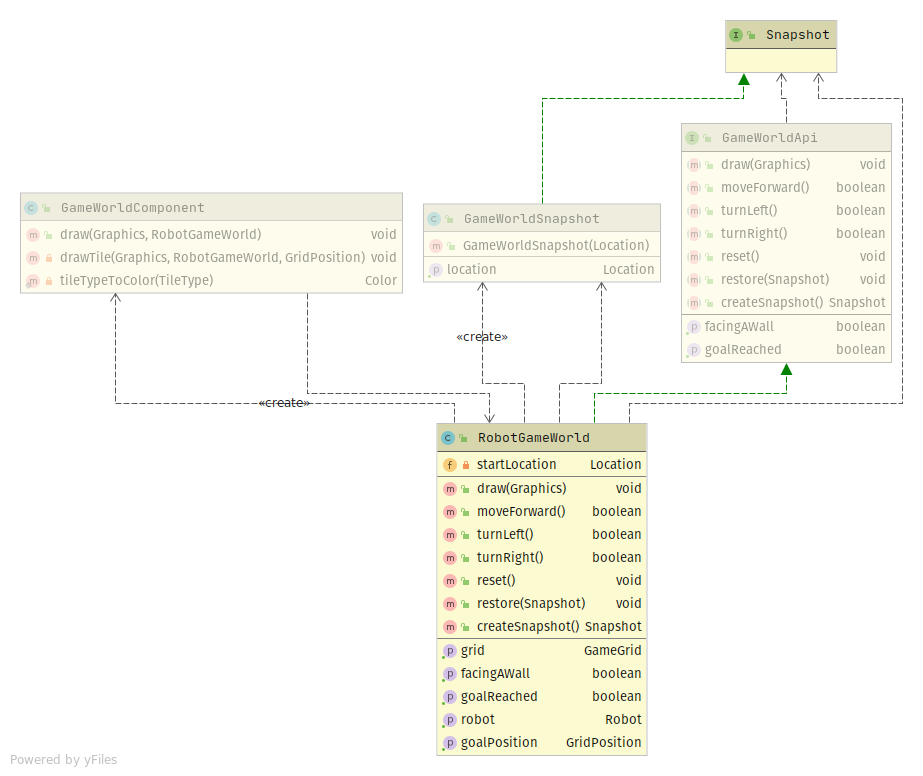 Snapshot
GameWorldApi
draw(Graphics) void
moveForward() boolean
turnLeft() boolean
turnRight() boolean
reset() void
restore(Snapshot) void
createSnapshot() Snapshot
facingAWall boolean
goalReached boolean
GameWorldComponent
draw(Graphics, RobotGameWorld) void
drawTile(Graphics, RobotGameWorld, GridPosition) void
tileTypeToColor(TileType) Color
GameWorldSnapshot
GameWorldSnapshot(Location)
location Location
«create»
«create»
RobotGameWorld
startLocation Location
draw(Graphics) void
moveForward() boolean
turnLeft() boolean
turnRight() boolean
reset() void
restore(Snapshot) void
createSnapshot() Snapshot
grid GameGrid
facingAWall boolean
goalReached boolean
robot Robot
goalPosition GridPosition
Powered by yFiles